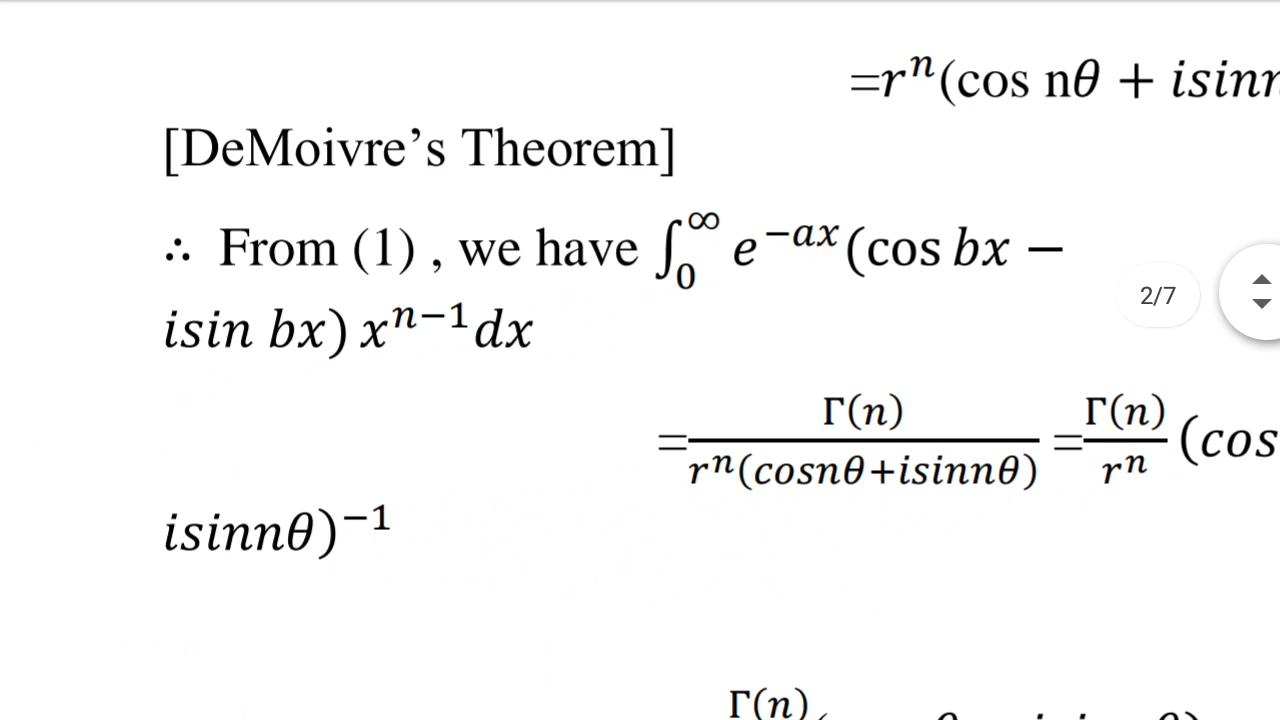 =rⁿ(cos nθ + isinn
[DeMoivre’s Theorem]
∴ From (1) , we have ∫₀^∞ e^{−ax}(cos bx −
isin bx) x^{n−1}dx
2/7
=Γ(n)/rⁿ(cosnθ+isinnθ) =Γ(n)/rⁿ (cos
isinnθ)^{−1}
Γ(n)